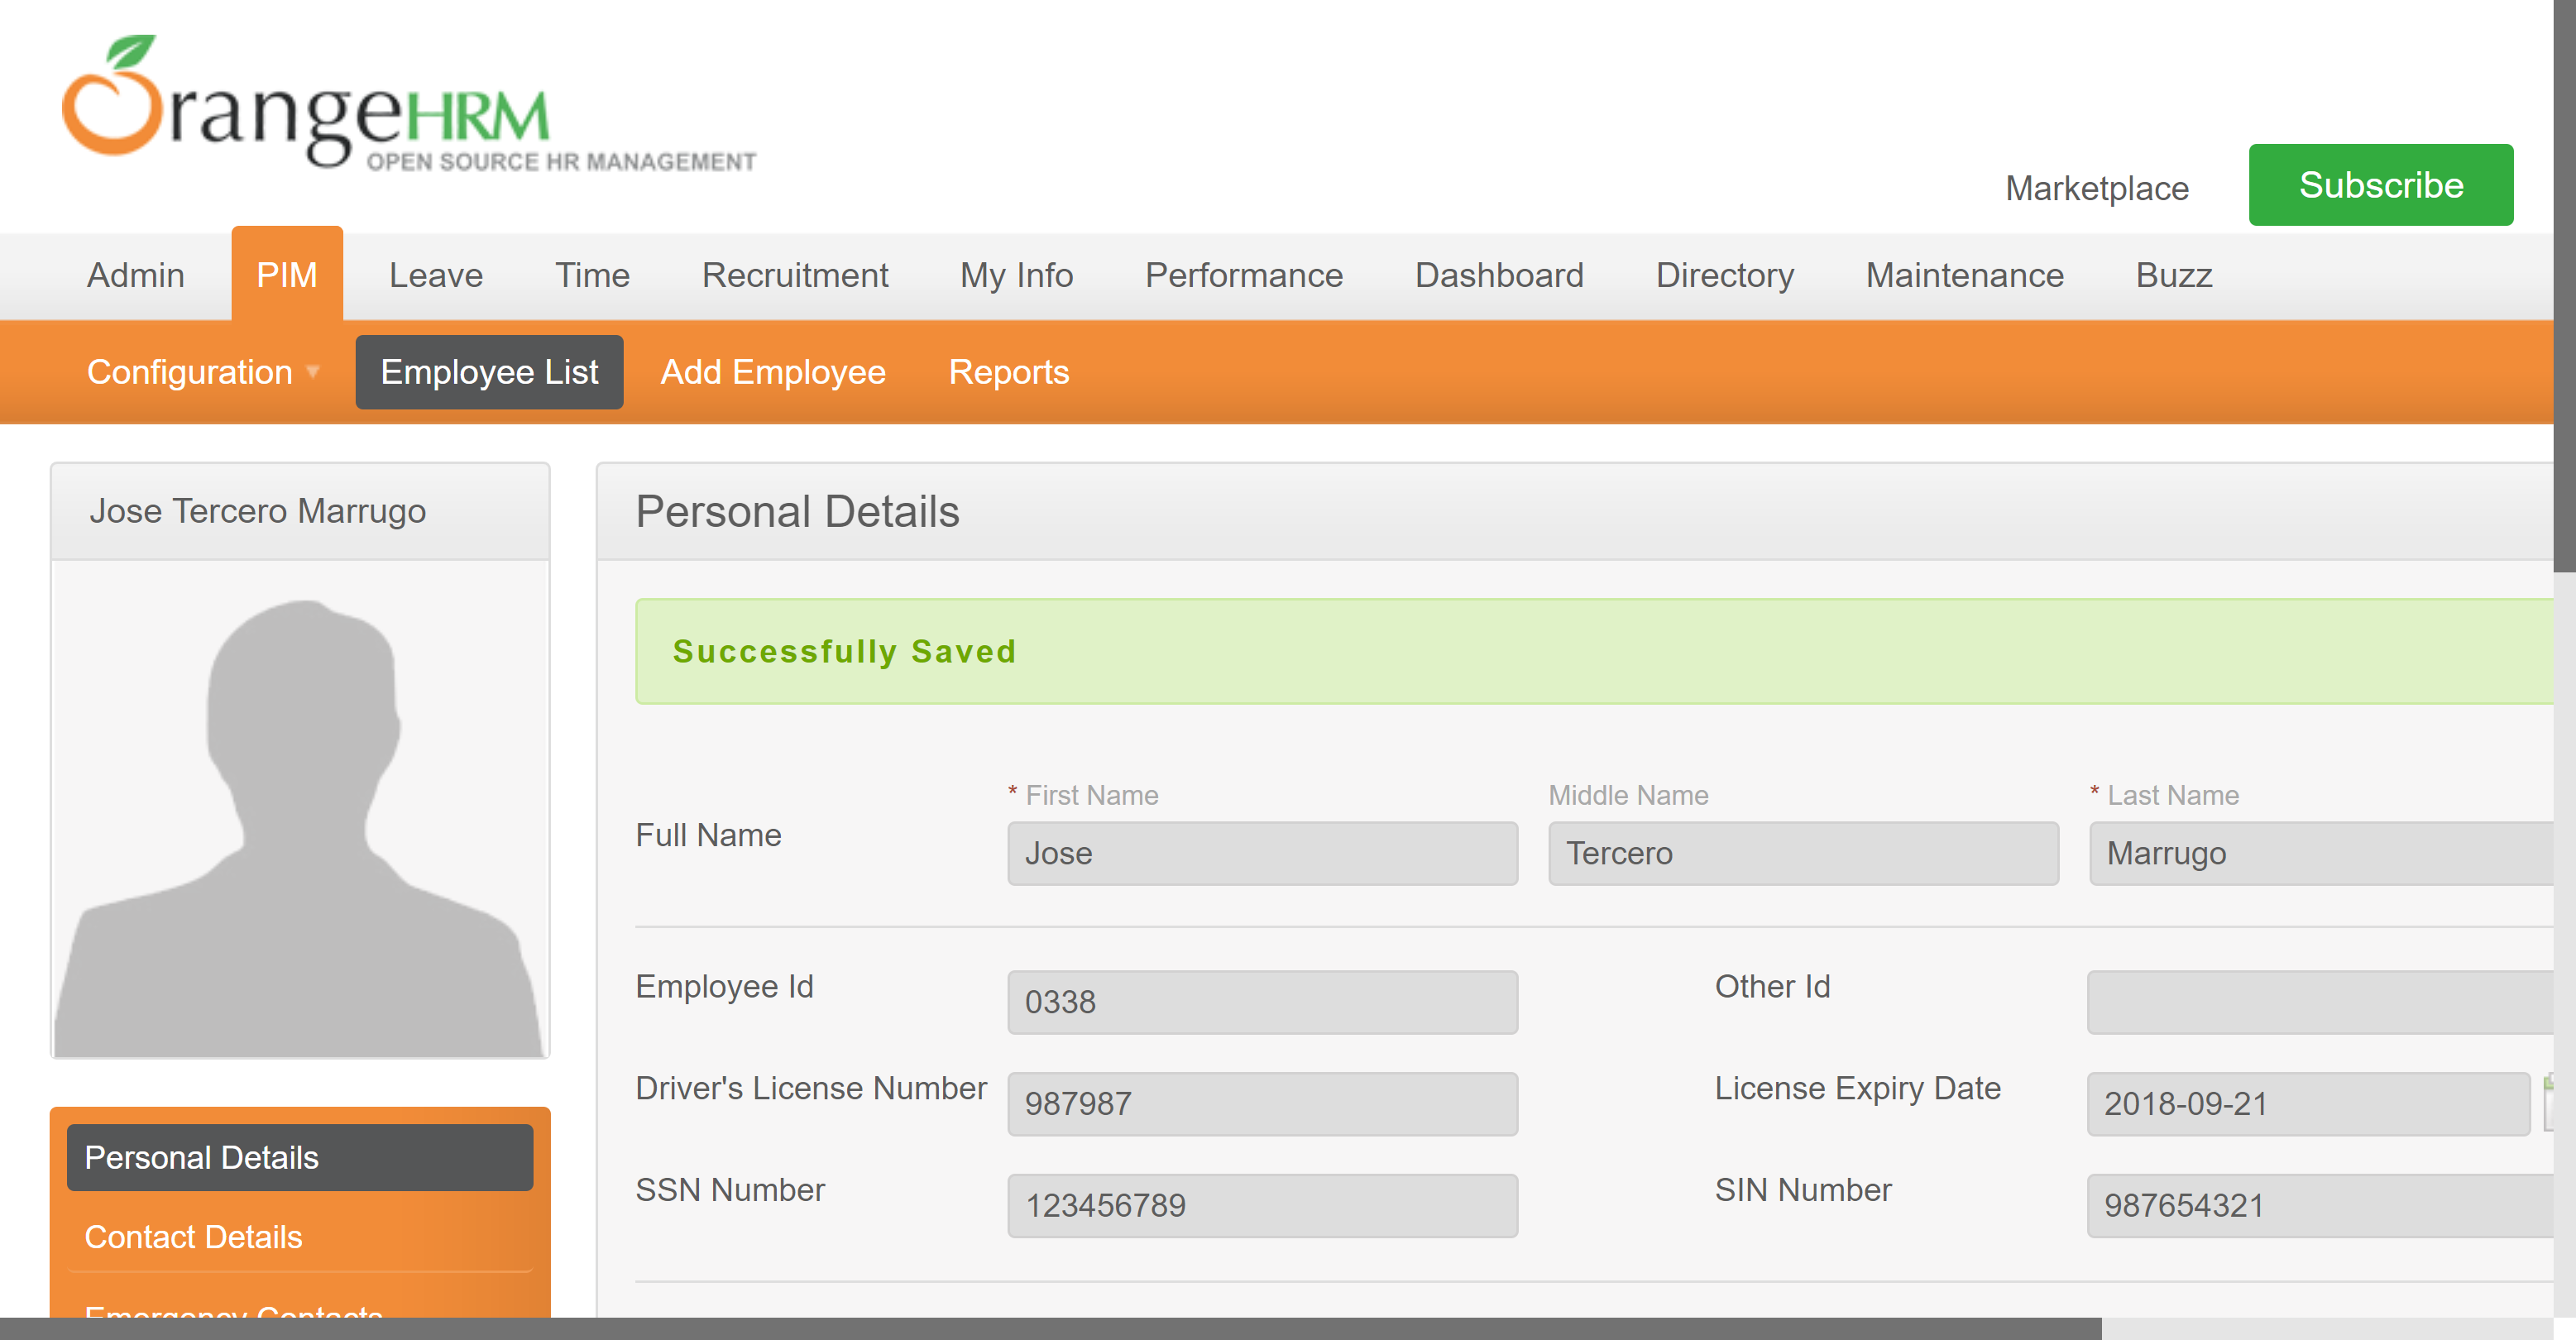 OrangeHRM
OPEN SOURCE HR MANAGEMENT
Marketplace
Subscribe
Admin PIM Leave Time Recruitment My Info Performance Dashboard Directory Maintenance Buzz
Configuration Employee List Add Employee Reports
Jose Tercero Marrugo
Personal Details
Successfully Saved
* First Name Middle Name * Last Name
Full Name Jose Tercero Marrugo
Employee Id 0338 Other Id
Driver's License Number 987987 License Expiry Date 2018-09-21
SSN Number 123456789 SIN Number 987654321
Personal Details
Contact Details
Emergency Contacts